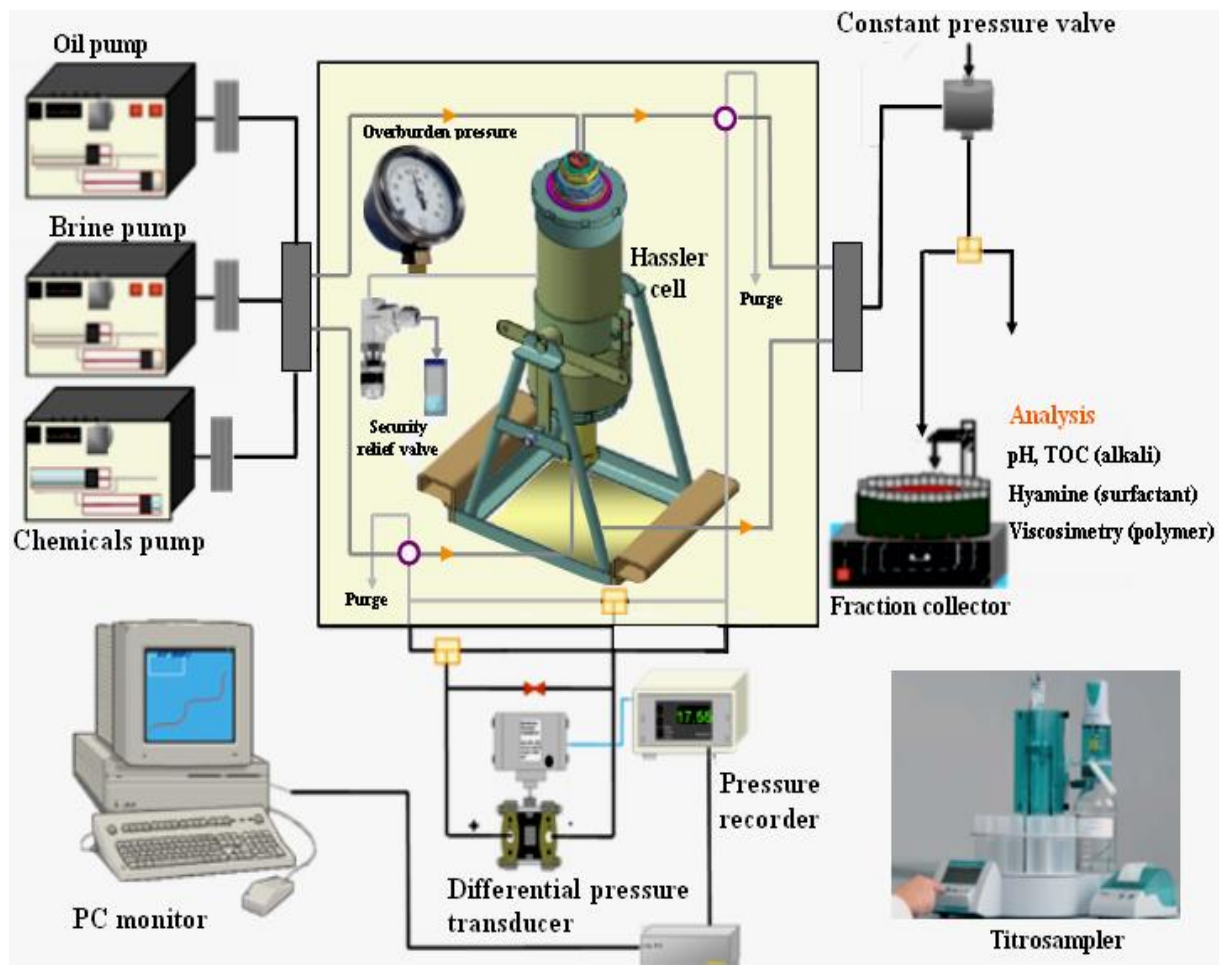 Constant pressure valve
Oil pump
Overburden pressure
Brine pump
Hassler
cell
Purge
Security
relief valve
Analysis
pH, TOC (alkali)
Hyamine (surfactant)
Viscosimetry (polymer)
Chemicals pump
Purge
Fraction collector
17.56
+
-
Pressure
recorder
Differential pressure
transducer
PC monitor
Titrosampler